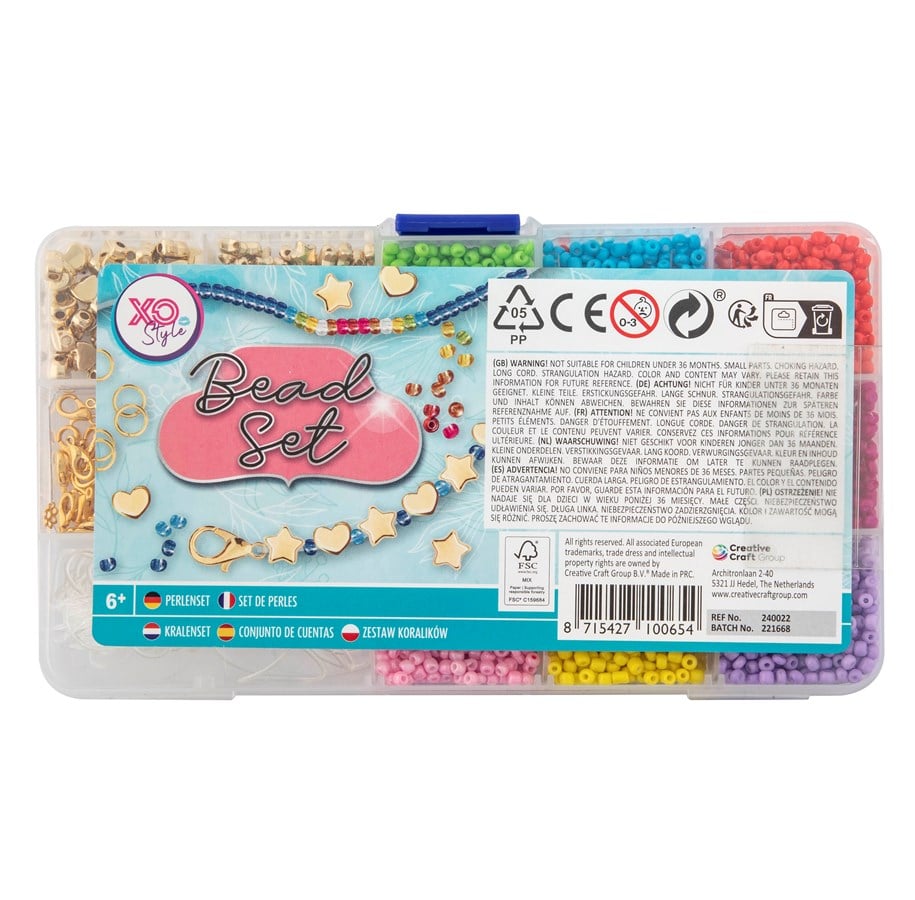 XO
Style
Bead
Set
6+
PERLENSET
SET DE PERLES
KRALENSET
CONJUNTO DE CUENTAS
ZESTAW KORALIKÓW
05
PP
CE
0-3
®
FR
(GB) WARNING! NOT SUITABLE FOR CHILDREN UNDER 36 MONTHS. SMALL PARTS. CHOKING HAZARD.
LONG CORD. STRANGULATION HAZARD. COLOR AND CONTENT MAY VARY. PLEASE RETAIN THIS
INFORMATION FOR FUTURE REFERENCE. (DE) ACHTUNG! NICHT FÜR KINDER UNTER 36 MONATEN
GEEIGNET. KLEINE TEILE. ERSTICKUNGSGEFAHR. LANGE SCHNUR. STRANGULATIONSGEFAHR. FARBE
UND INHALT KÖNNEN ABWEICHEN. BEWAHREN SIE DIESE INFORMATIONEN ZUR SPÄTEREN
REFERENZNAHME AUF. (FR) ATTENTION! NE CONVIENT PAS AUX ENFANTS DE MOINS DE 36 MOIS.
PETITS ÉLÉMENTS. DANGER D'ÉTOUFFEMENT. LONGUE CORDE. DANGER DE STRANGULATION. LA
COULEUR ET LE CONTENU PEUVENT VARIER. CONSERVEZ CES INFORMATIONS POUR RÉFÉRENCE
ULTÉRIEURE. (NL) WAARSCHUWING! NIET GESCHIKT VOOR KINDEREN JONGER DAN 36 MAANDEN.
KLEINE ONDERDELEN. VERSTIKKINGSGEVAAR. LANG KOORD. VERWURGINGSGEVAAR. KLEUR EN INHOUD
KUNNEN AFWIJKEN. BEWAAR DEZE INFORMATIE OM LATER TE KUNNEN RAADPLEGEN.
(ES) ADVERTENCIA! NO CONVIENE PARA NIÑOS MENORES DE 36 MESES. PARTES PEQUEÑAS. PELIGRO
DE ATRAGANTAMIENTO. CUERDA LARGA. PELIGRO DE ESTRANGULAMIENTO. EL COLOR Y EL CONTENIDO
PUEDEN VARIAR. POR FAVOR, GUARDE ESTA INFORMACIÓN PARA EL FUTURO. (PL) OSTRZEŻENIE! NIE
NADAJE SIĘ DLA DZIECI W WIEKU PONIŻEJ 36 MIESIĘCY. MAŁE CZĘŚCI. NIEBEZPIECZEŃSTWO
UDŁAWIENIA SIĘ. DŁUGA LINKA. NIEBEZPIECZEŃSTWO ZADZIERZGNIĘCIA. KOLOR I ZAWARTOŚĆ MOGĄ
SIĘ RÓŻNIĆ. PROSZĘ ZACHOWAĆ TE INFORMACJE DO PÓŹNIEJSZEGO WGLĄDU.
FSC
www.fsc.org
MIX
Paper | Supporting
responsible forestry
FSC® C159684
All rights reserved. All associated European
trademarks, trade dress and intellectual
property rights are owned by
Creative Craft Group B.V.® Made in PRC.
8 715427 100654
Creative
Craft Group
Architronlaan 2-40
5321 JJ Hedel, The Netherlands
www.creativecraftgroup.com
REF No. 240022
BATCH No. 221668